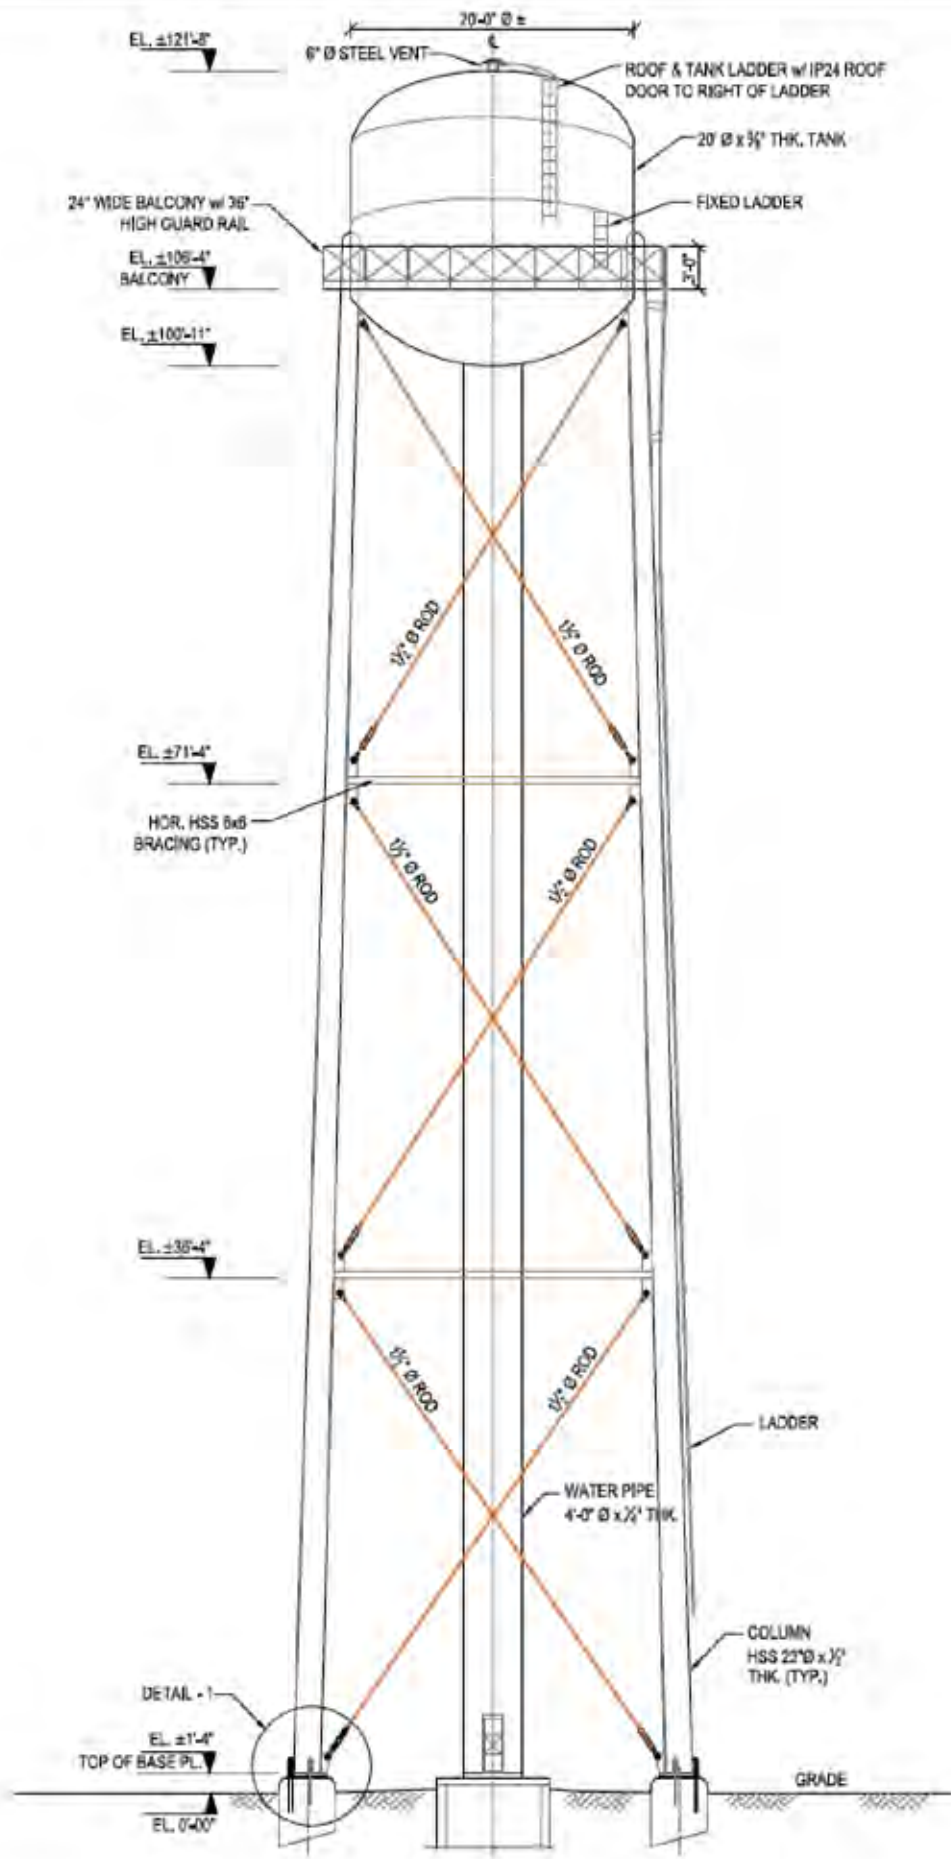 20'-0" Ø ±
℄
EL. ±121'-8"
6" Ø STEEL VENT
ROOF & TANK LADDER w/ IP24 ROOF
DOOR TO RIGHT OF LADDER
20' Ø x ⅜" THK. TANK
24" WIDE BALCONY w/ 36"
HIGH GUARD RAIL
FIXED LADDER
EL. ±106'-4"
BALCONY
3'-0"
EL. ±100'-11"
1½" Ø ROD
1½" Ø ROD
EL. ±71'-4"
HOR. HSS 6x6
BRACING (TYP.)
1½" Ø ROD
1½" Ø ROD
EL. ±36'-4"
1½" Ø ROD
1½" Ø ROD
LADDER
WATER PIPE
4'-0" Ø x ½" THK.
COLUMN
HSS 23"Ø x ½"
THK. (TYP.)
DETAIL - 1
EL. ±1'-4"
TOP OF BASE PL.
GRADE
EL. 0'-00"